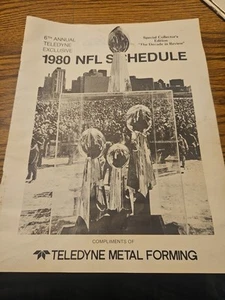 6th ANNUAL
TELEDYNE
EXCLUSIVE
Special Collector's
Edition
"The Decade in Review"
1980 NFL SCHEDULE
COMPLIMENTS OF
TELEDYNE METAL FORMING